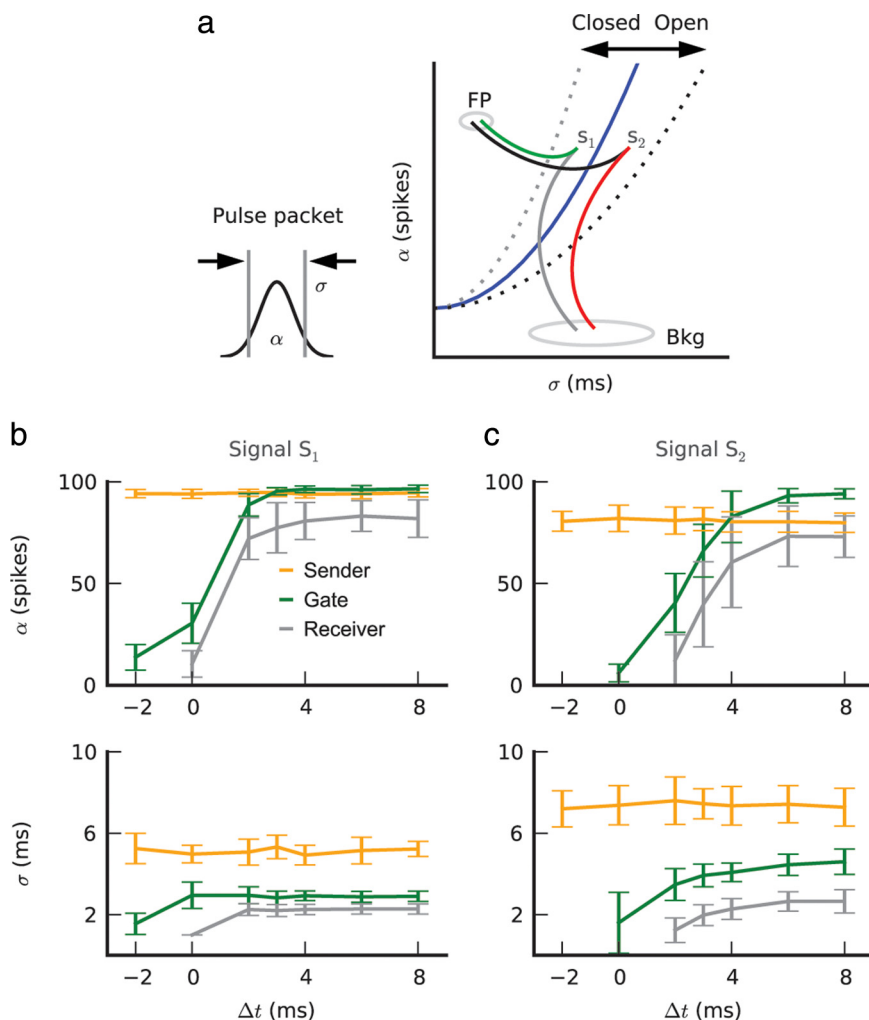 a
Closed Open
FP
S1
S2
α (spikes)
Pulse packet
σ
α
Bkg
σ (ms)
b
c
Signal S1
Signal S2
100
50
0
α (spikes)
Sender
Gate
Receiver
−2 0 4 8
100
50
0
−2 0 4 8
10
6
2
σ (ms)
−2 0 4 8
Δt (ms)
10
6
2
−2 0 4 8
Δt (ms)